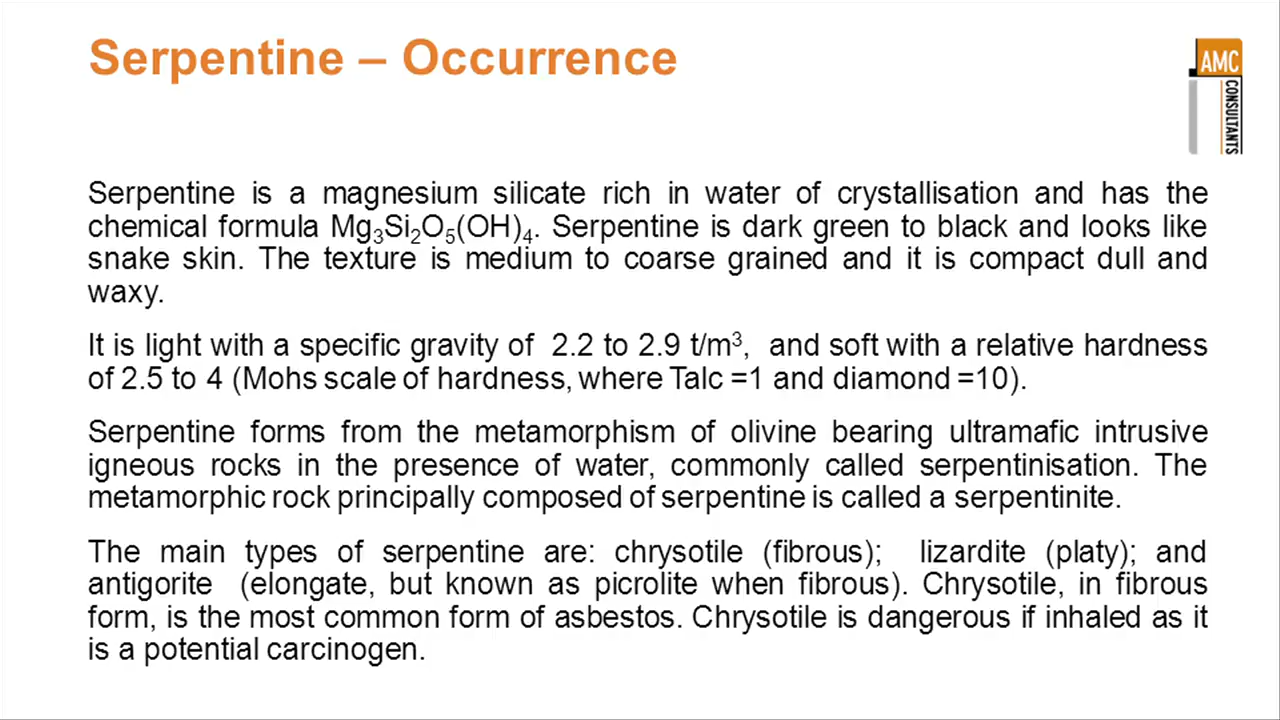 Serpentine – Occurrence
AMC
CONSULTANTS
Serpentine is a magnesium silicate rich in water of crystallisation and has the
chemical formula Mg₃Si₂O₅(OH)₄. Serpentine is dark green to black and looks like
snake skin. The texture is medium to coarse grained and it is compact dull and
waxy.
It is light with a specific gravity of 2.2 to 2.9 t/m³, and soft with a relative hardness
of 2.5 to 4 (Mohs scale of hardness, where Talc =1 and diamond =10).
Serpentine forms from the metamorphism of olivine bearing ultramafic intrusive
igneous rocks in the presence of water, commonly called serpentinisation. The
metamorphic rock principally composed of serpentine is called a serpentinite.
The main types of serpentine are: chrysotile (fibrous); lizardite (platy); and
antigorite (elongate, but known as picrolite when fibrous). Chrysotile, in fibrous
form, is the most common form of asbestos. Chrysotile is dangerous if inhaled as it
is a potential carcinogen.